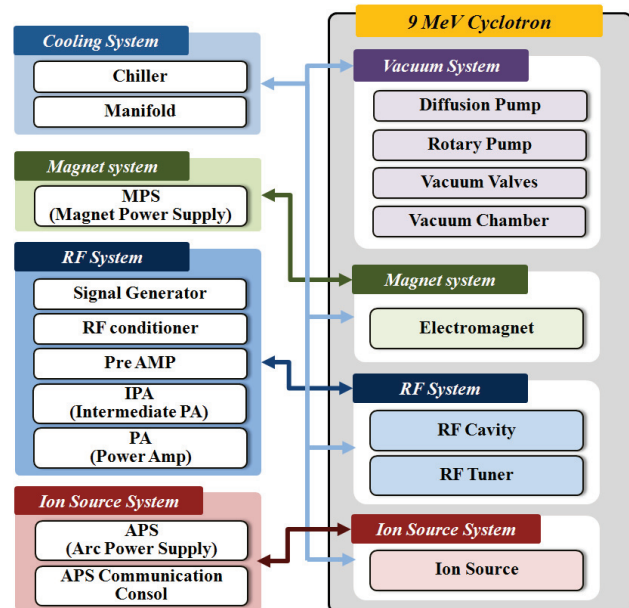 Cooling System
Chiller
Manifold
Magnet system
MPS
(Magnet Power Supply)
RF System
Signal Generator
RF conditioner
Pre AMP
IPA
(Intermediate PA)
PA
(Power Amp)
Ion Source System
APS
(Arc Power Supply)
APS Communication
Consol
9 MeV Cyclotron
Vacuum System
Diffusion Pump
Rotary Pump
Vacuum Valves
Vacuum Chamber
Magnet system
Electromagnet
RF System
RF Cavity
RF Tuner
Ion Source System
Ion Source